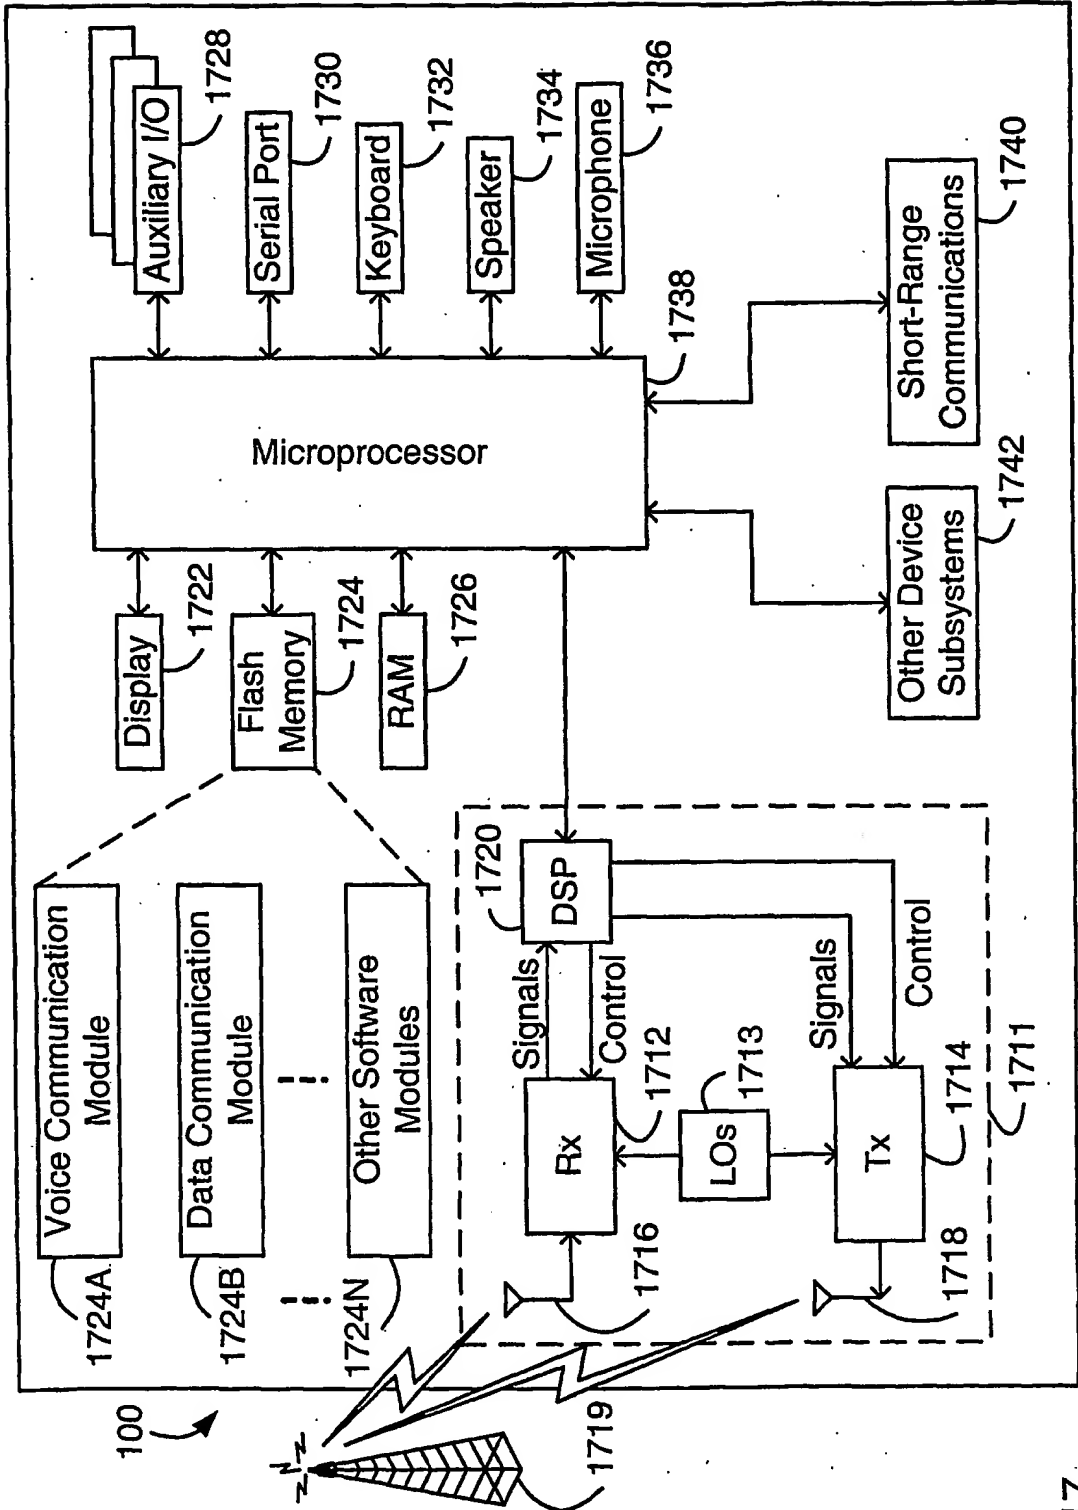 100
1719
Voice Communication
Module
1724A
Data Communication
Module
1724B
Other Software
Modules
1724N
Display
1722
Flash
Memory
1724
RAM
1726
Microprocessor
1738
Auxiliary I/O
1728
Serial Port
1730
Keyboard
1732
Speaker
1734
Microphone
1736
Short-Range
Communications
1740
Other Device
Subsystems
1742
DSP
1720
Signals
Control
Rx
1712
1716
LOs
1713
Signals
Control
Tx
1714
1718
1711
7